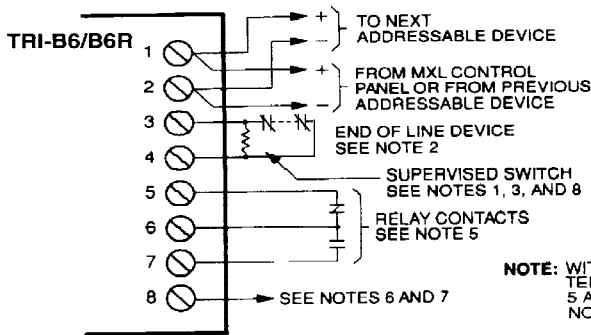 TRI-B6/B6R
1
2
3
4
5
6
7
8
+
−
TO NEXT
ADDRESSABLE DEVICE
+
−
FROM MXL CONTROL
PANEL OR FROM PREVIOUS
ADDRESSABLE DEVICE
END OF LINE DEVICE
SEE NOTE 2
SUPERVISED SWITCH
SEE NOTES 1, 3, AND 8
RELAY CONTACTS
SEE NOTE 5
SEE NOTES 6 AND 7
NOTE:
5 A